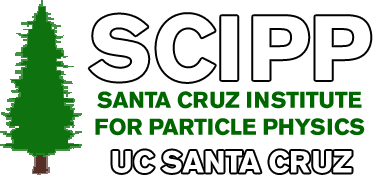 SCIPP
SANTA CRUZ INSTITUTE
FOR PARTICLE PHYSICS
UC SANTA CRUZ